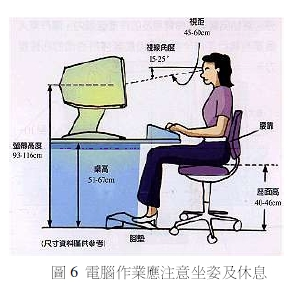 視距
45-60cm
視線角度
15-25°
螢幕高度
93-116cm
桌高
51-67cm
腰靠
座面高
40-46cm
腳墊
(尺寸資料僅供參考)
圖 6 電腦作業應注意坐姿及休息